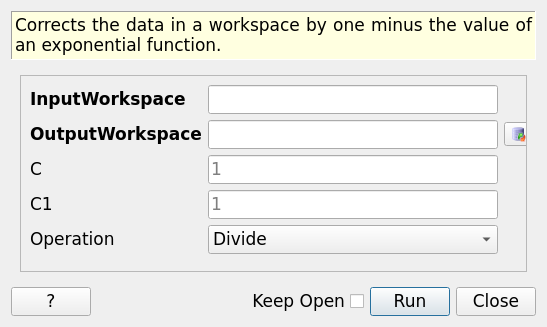 Corrects the data in a workspace by one minus the value of
an exponential function.
InputWorkspace
OutputWorkspace
C 1
C1 1
Operation Divide
? Keep Open Run Close